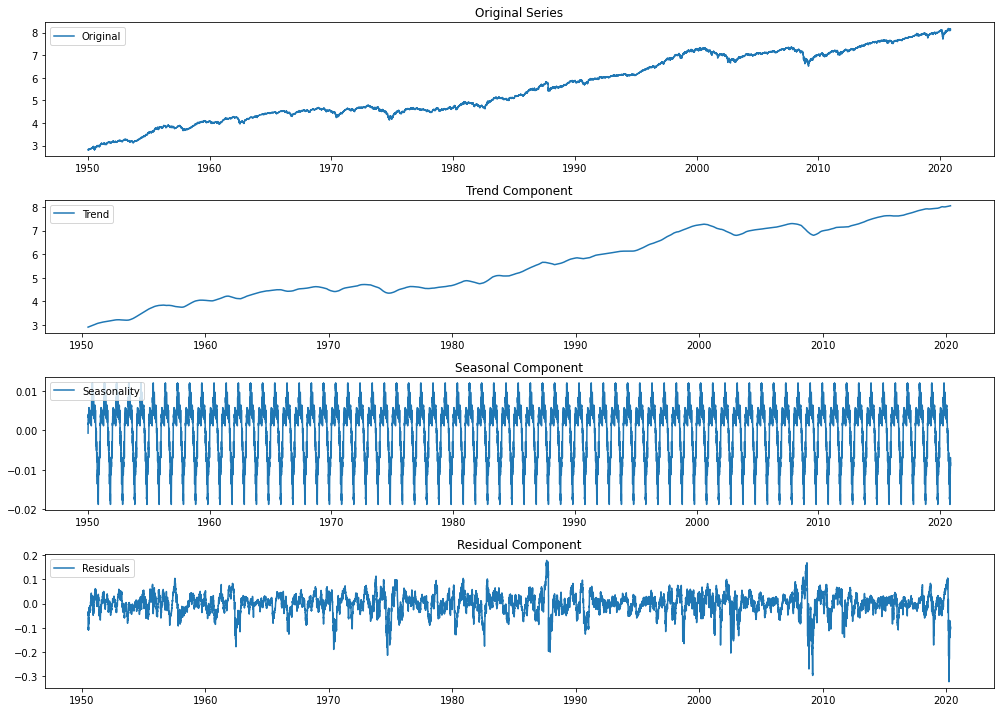 Original Series
Original
8
7
6
5
4
3
1950 1960 1970 1980 1990 2000 2010 2020
Trend Component
Trend
8
7
6
5
4
3
1950 1960 1970 1980 1990 2000 2010 2020
Seasonal Component
Seasonality
0.01
0.00
−0.01
−0.02
1950 1960 1970 1980 1990 2000 2010 2020
Residual Component
Residuals
0.2
0.1
0.0
−0.1
−0.2
−0.3
1950 1960 1970 1980 1990 2000 2010 2020